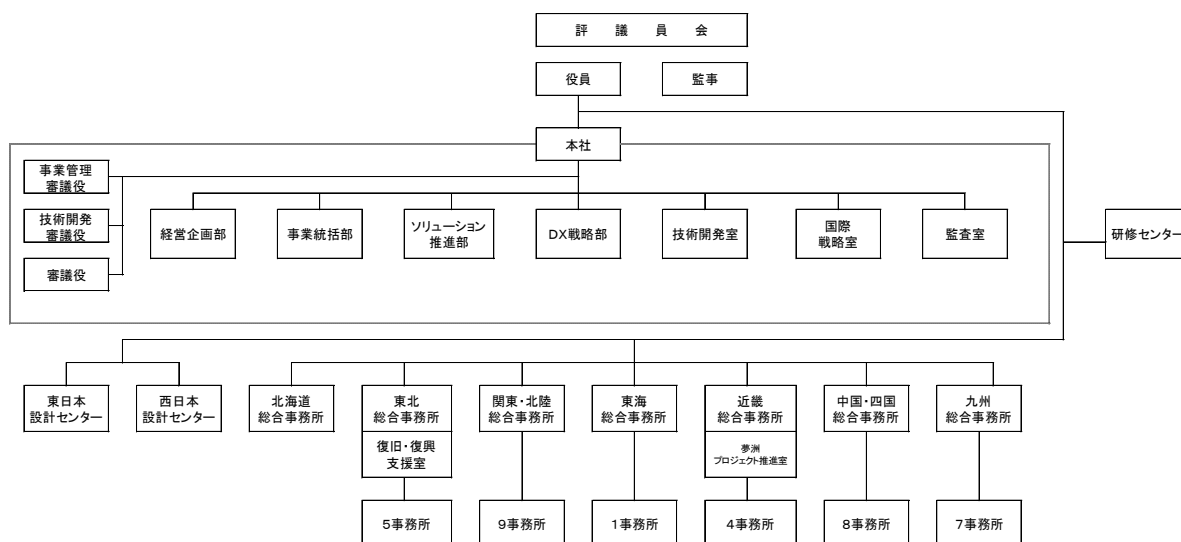 評 議 員 会
役員
監事
本社
事業管理
審議役
技術開発
審議役
審議役
経営企画部
事業統括部
ソリューション
推進部
DX戦略部
技術開発室
国際
戦略室
監査室
研修センター
東日本
設計センター
西日本
設計センター
北海道
総合事務所
東北
総合事務所
復旧・復興
支援室
関東・北陸
総合事務所
東海
総合事務所
近畿
総合事務所
夢洲
プロジェクト推進室
中国・四国
総合事務所
九州
総合事務所
5事務所
9事務所
1事務所
4事務所
8事務所
7事務所